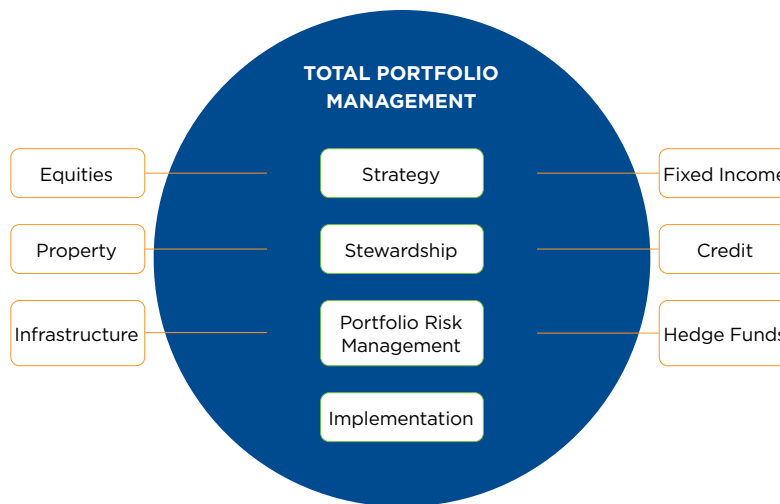 TOTAL PORTFOLIO
MANAGEMENT
Equities
Strategy
Fixed Income
Property
Stewardship
Credit
Infrastructure
Portfolio Risk
Management
Hedge Funds
Implementation